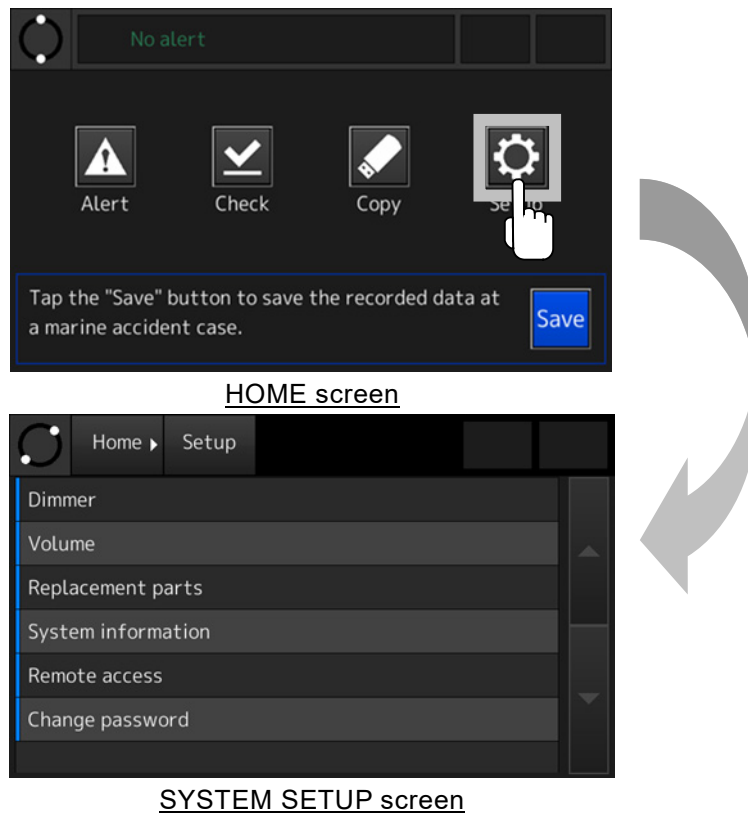 No alert
Alert
Check
Copy
Setup
Tap the "Save" button to save the recorded data at
a marine accident case.
Save
HOME screen
Home
Setup
Dimmer
Volume
Replacement parts
System information
Remote access
Change password
SYSTEM SETUP screen